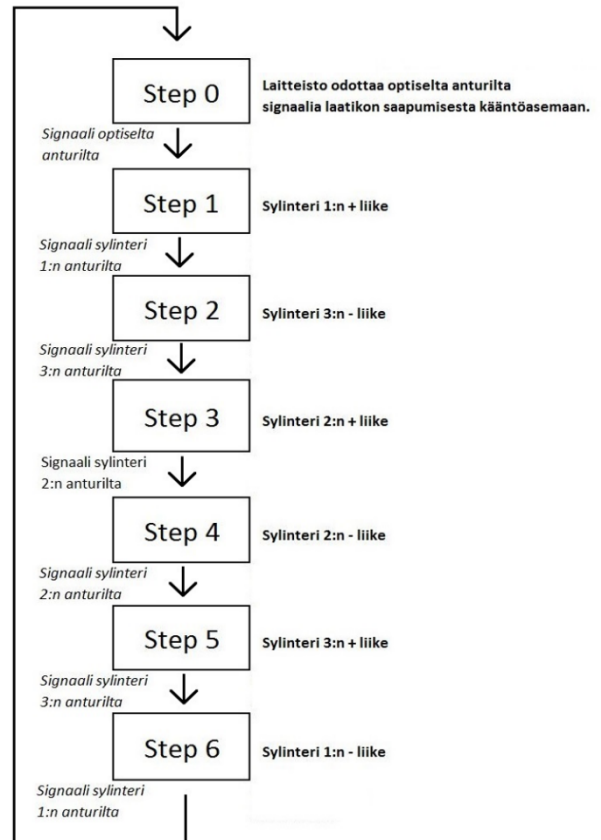 Step 0
Laitteisto odottaa optiselta anturilta
signaalia laatikon saapumisesta kääntöasemaan.
Signaali optiselta
anturilta
Step 1
Sylinteri 1:n + liike
Signaali sylinteri
1:n anturilta
Step 2
Sylinteri 3:n - liike
Signaali sylinteri
3:n anturilta
Step 3
Sylinteri 2:n + liike
Signaali sylinteri
2:n anturilta
Step 4
Sylinteri 2:n - liike
Signaali sylinteri
2:n anturilta
Step 5
Sylinteri 3:n + liike
Signaali sylinteri
3:n anturilta
Step 6
Sylinteri 1:n - liike
Signaali sylinteri
1:n anturilta